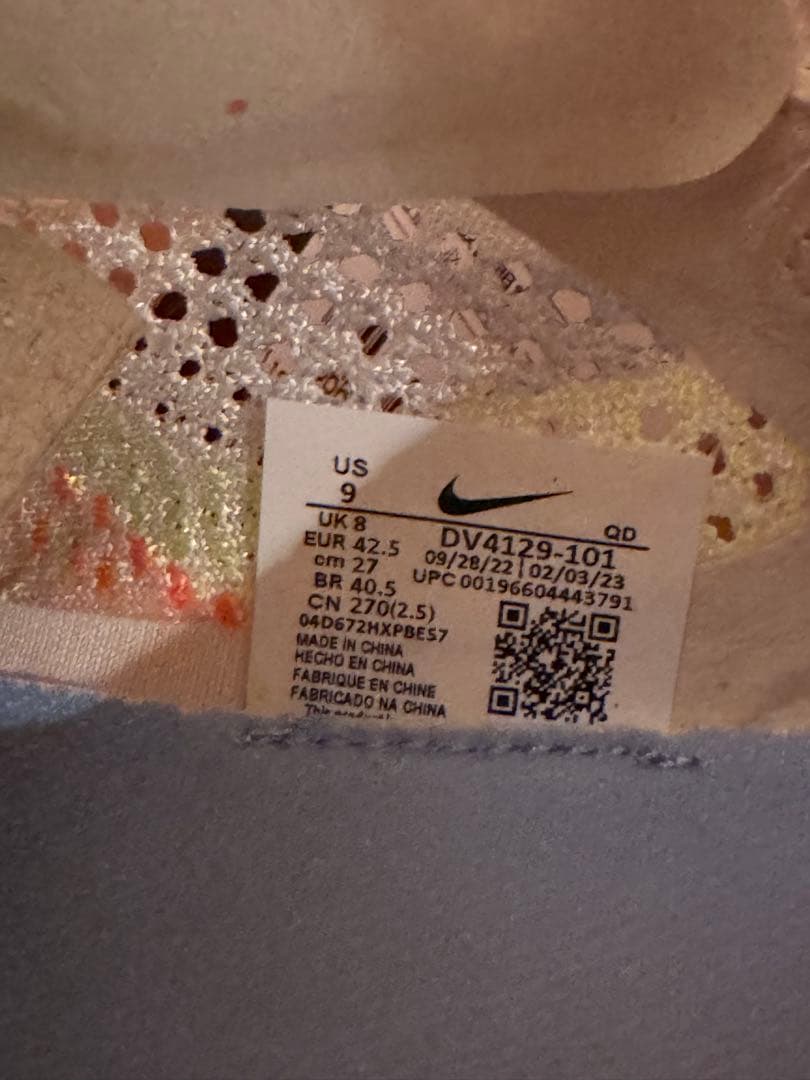 US
9
QD
UK 8
DV4129-101
EUR 42.5
09/28/22 | 02/03/23
cm 27
UPC 00196604443791
BR 40.5
CN 270(2.5)
04D672HXPBE57
MADE IN CHINA
HECHO EN CHINA
FABRIQUE EN CHINE
FABRICADO NA CHINA